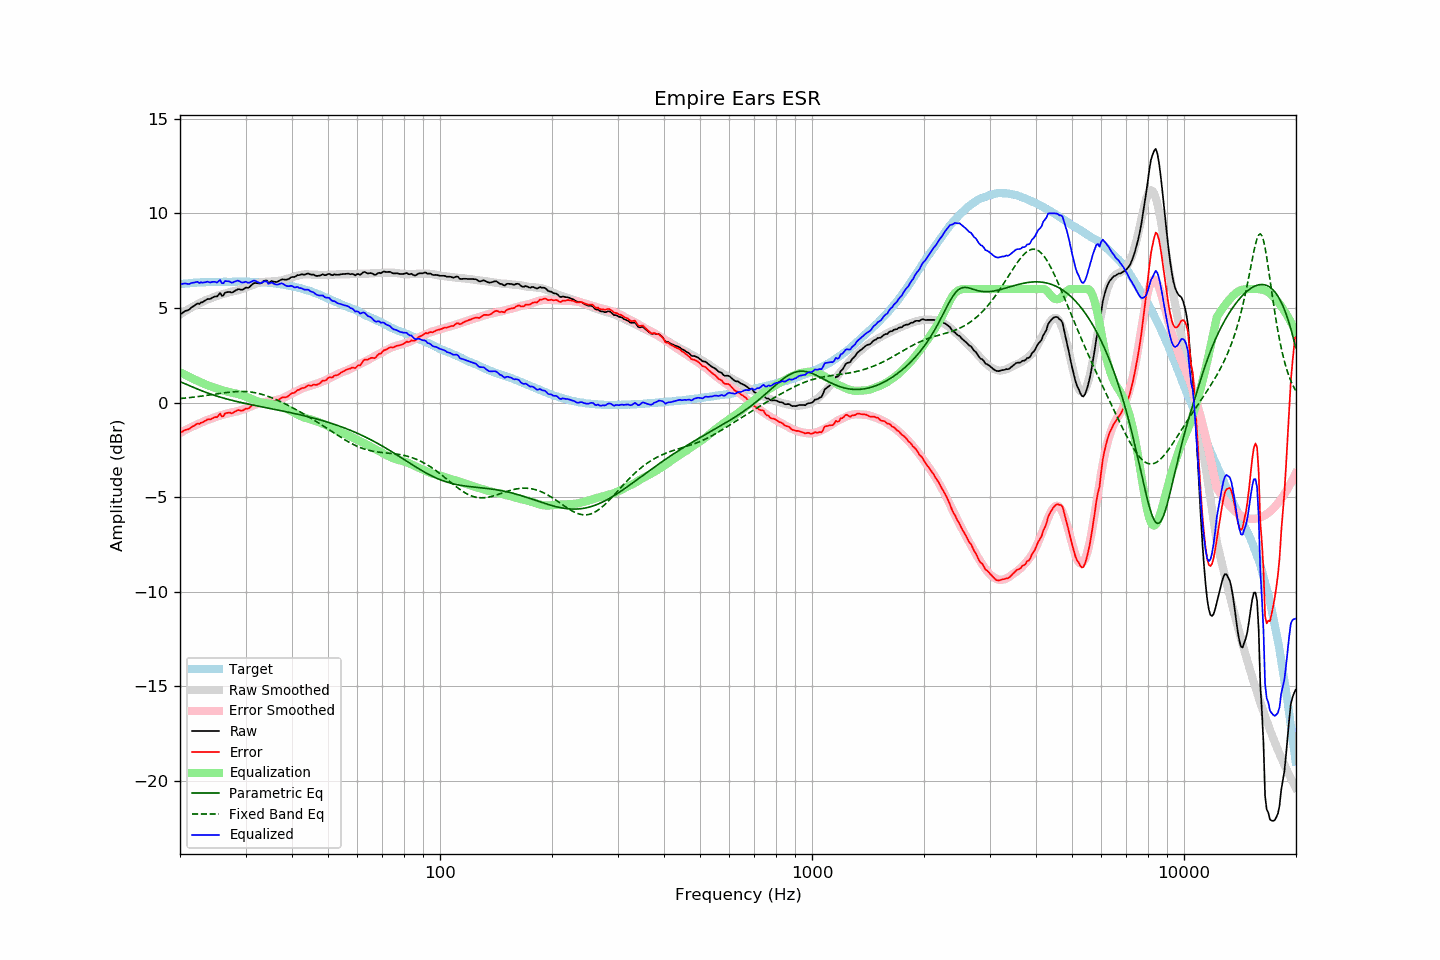 Empire Ears ESR
15
10
5
0
−5
−10
−15
−20
Amplitude (dBr)
Target
Raw Smoothed
Error Smoothed
Raw
Error
Equalization
Parametric Eq
Fixed Band Eq
Equalized
100
1000
10000
Frequency (Hz)